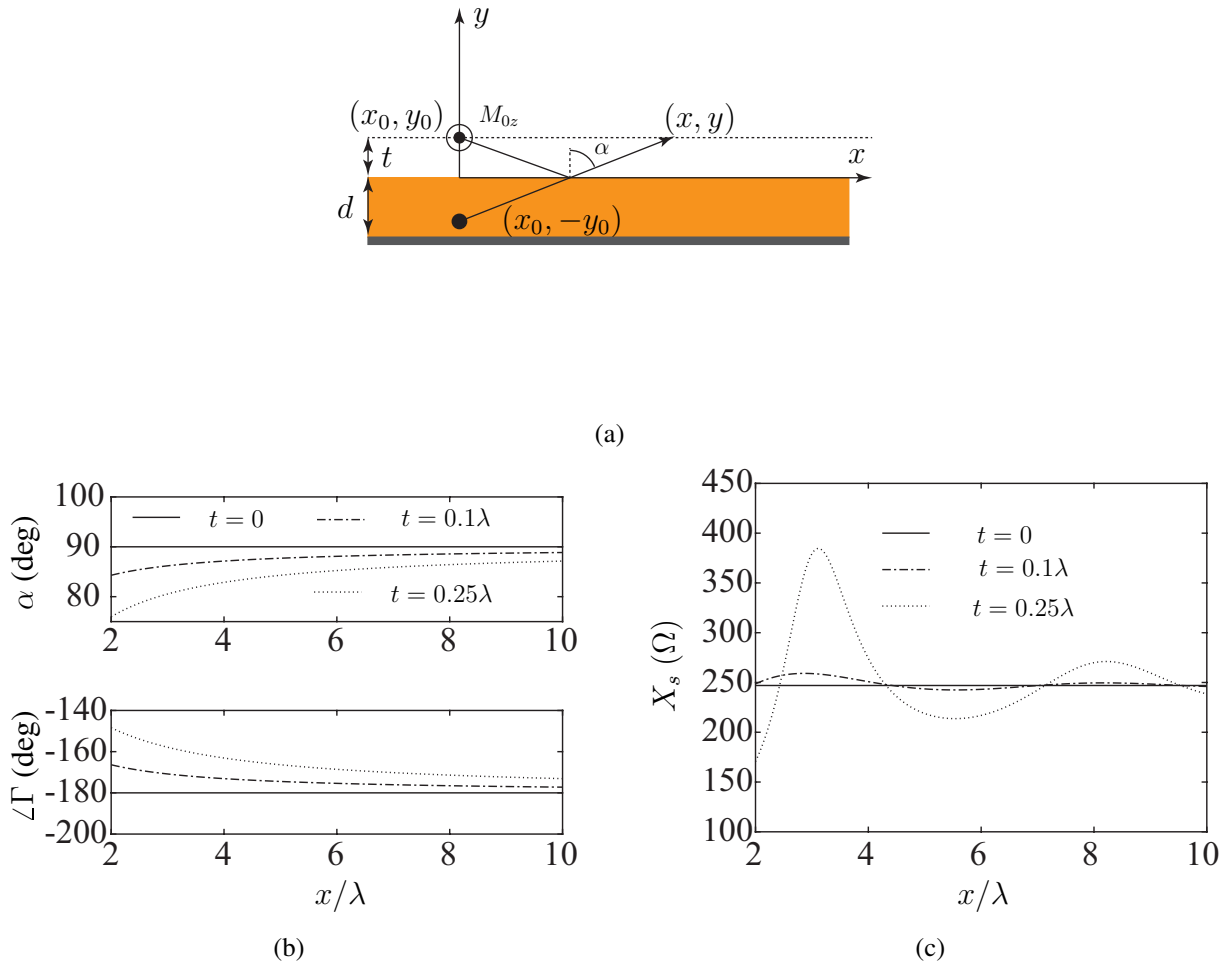 y
(x₀, y₀) M₀z (x, y)
t α x
d
(x₀, −y₀)
(a)
100
90
80
α (deg)
t = 0 t = 0.1λ
t = 0.25λ
2 4 6 8 10
-140
-160
-180
-200
∠Γ (deg)
2 4 6 8 10
x/λ
(b)
450
400
350
300
250
200
150
100
X_s (Ω)
t = 0
t = 0.1λ
t = 0.25λ
2 4 6 8 10
x/λ
(c)